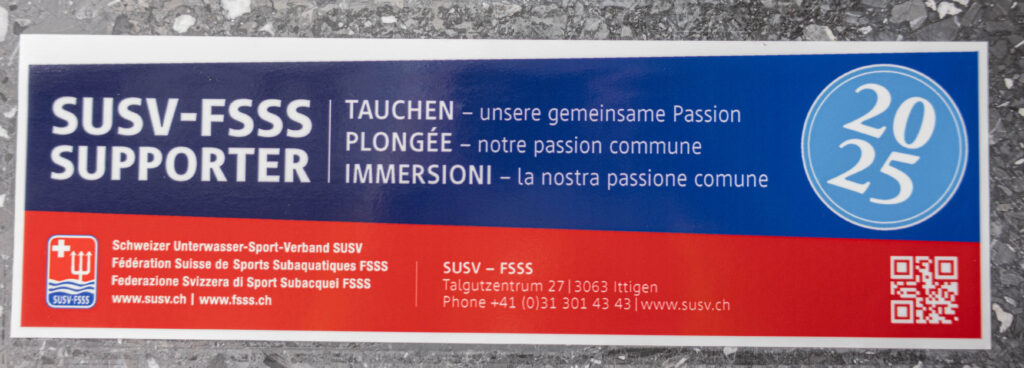 SUSV-FSSS
SUPPORTER
TAUCHEN – unsere gemeinsame Passion
PLONGÉE – notre passion commune
IMMERSIONI – la nostra passione comune
20
25
SUSV-FSSS
Schweizer Unterwasser-Sport-Verband SUSV
Fédération Suisse de Sports Subaquatiques FSSS
Federazione Svizzera di Sport Subacquei FSSS
www.susv.ch | www.fsss.ch
SUSV – FSSS
Talgutzentrum 27 | 3063 Ittigen
Phone +41 (0)31 301 43 43 | www.susv.ch